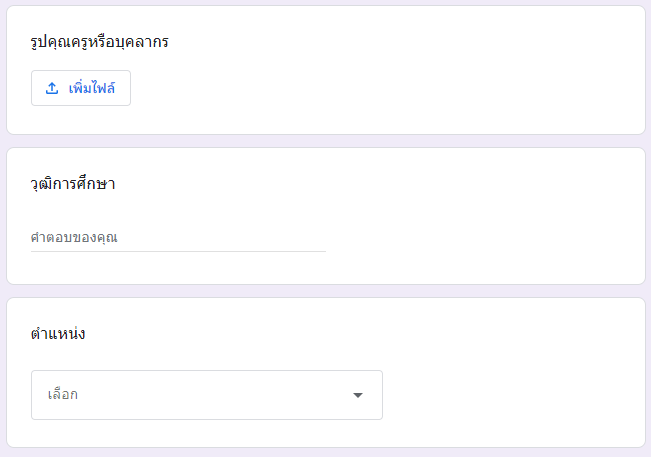 รูปคุณครูหรือบุคลากร
เพิ่มไฟล์
วุฒิการศึกษา
คำตอบของคุณ
ตำแหน่ง
เลือก